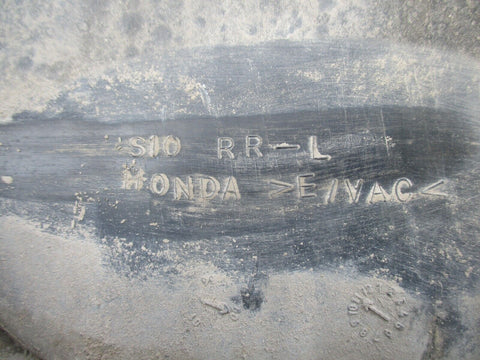 S10 RR-L
HONDA >E/VAC<